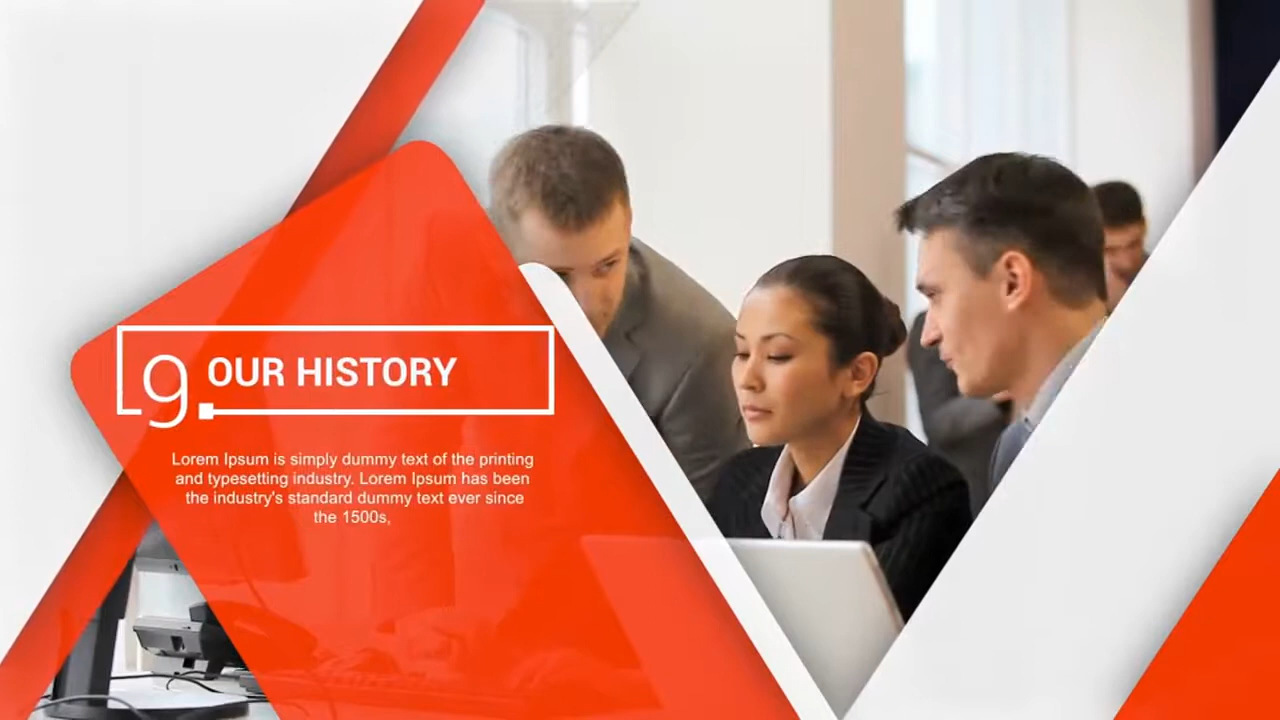 9 OUR HISTORY
Lorem Ipsum is simply dummy text of the printing
and typesetting industry. Lorem Ipsum has been
the industry's standard dummy text ever since
the 1500s,